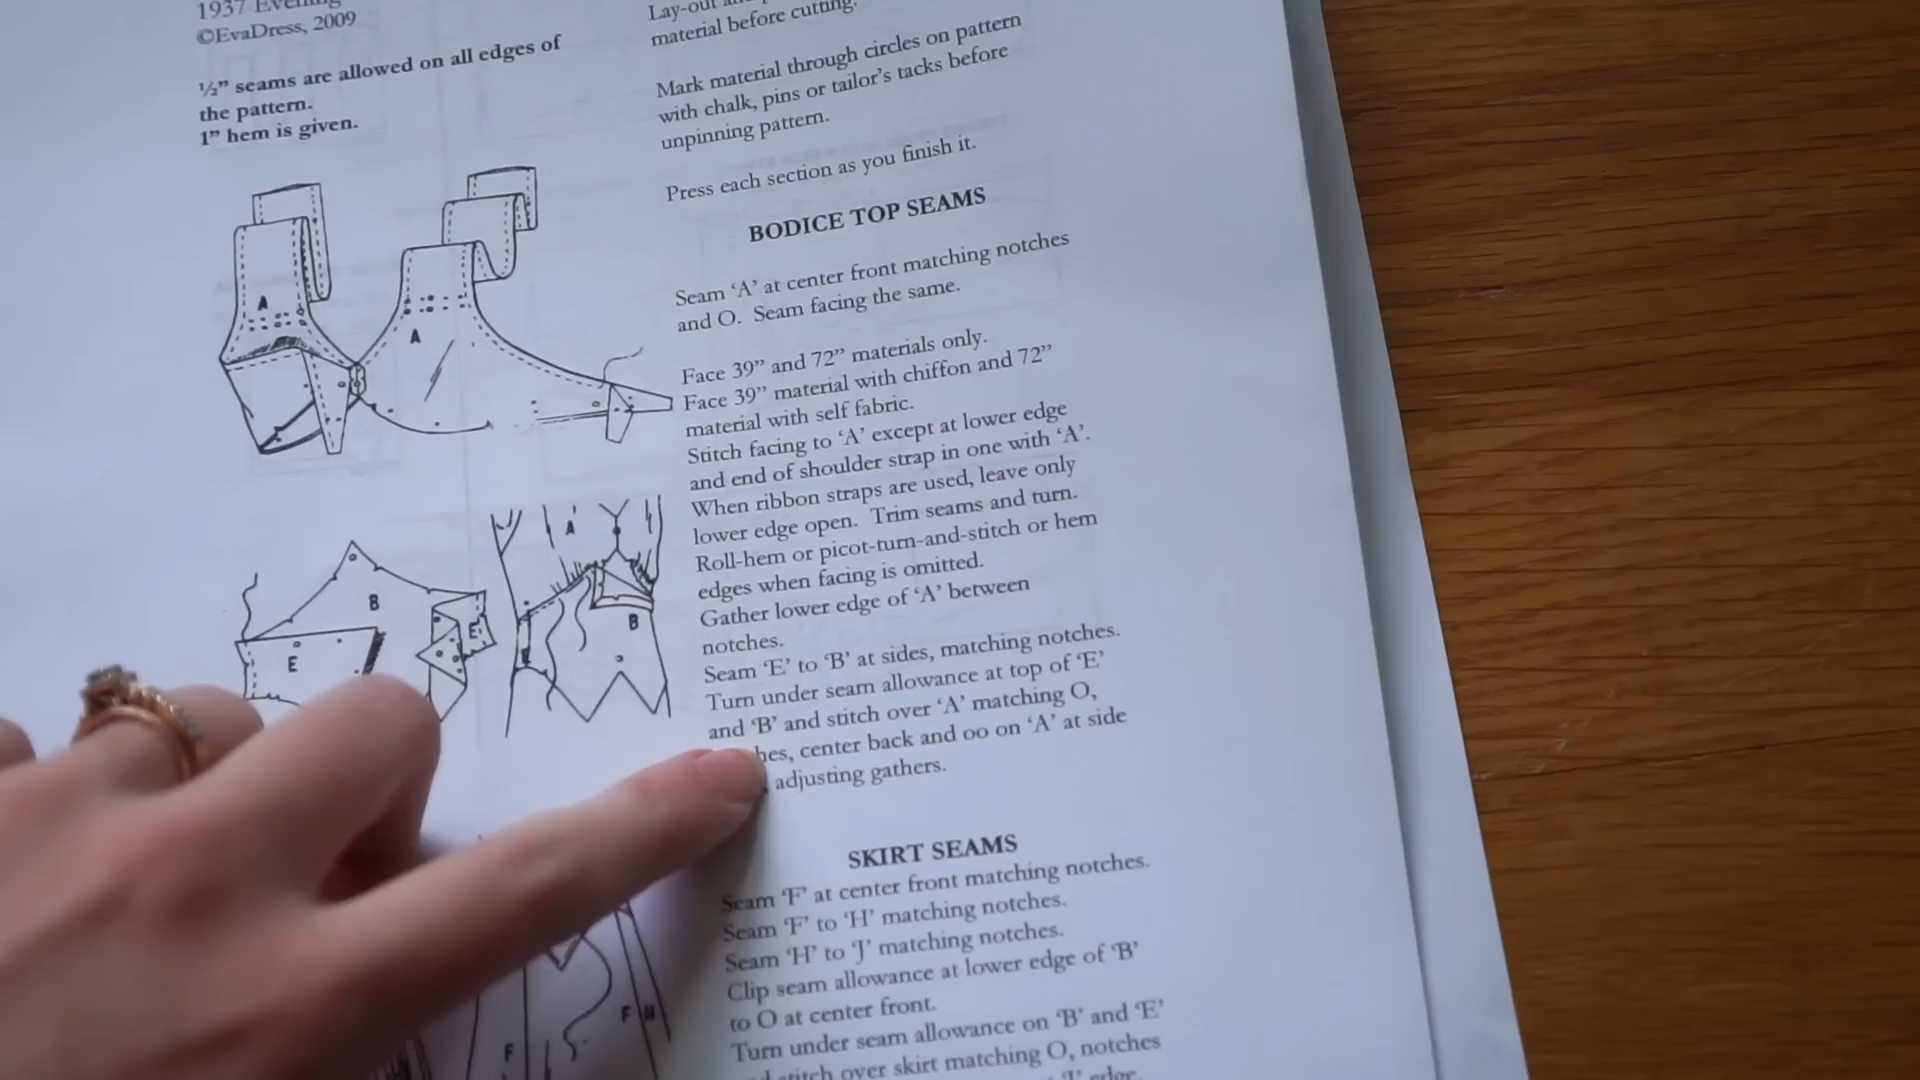 1937 Evening
©EvaDress, 2009
½” seams are allowed on all edges of
the pattern.
1” hem is given.
A
A
B
E
E
A
B
F
F
H
Lay-out and
material before cutting.
Mark material through circles on pattern
with chalk, pins or tailor’s tacks before
unpinning pattern.
Press each section as you finish it.
BODICE TOP SEAMS
Seam ‘A’ at center front matching notches
and O. Seam facing the same.
Face 39” and 72” materials only.
Face 39” material with chiffon and 72”
material with self fabric.
Stitch facing to ‘A’ except at lower edge
and end of shoulder strap in one with ‘A’.
When ribbon straps are used, leave only
lower edge open. Trim seams and turn.
Roll-hem or picot-turn-and-stitch or hem
edges when facing is omitted.
Gather lower edge of ‘A’ between
notches.
Seam ‘E’ to ‘B’ at sides, matching notches.
Turn under seam allowance at top of ‘E’
and ‘B’ and stitch over ‘A’ matching O,
hes, center back and oo on ‘A’ at side
adjusting gathers.
SKIRT SEAMS
Seam ‘F’ at center front matching notches.
Seam ‘F’ to ‘H’ matching notches.
Seam ‘H’ to ‘J’ matching notches.
Clip seam allowance at lower edge of ‘B’
to O at center front.
Turn under seam allowance on ‘B’ and ‘E’
stitch over skirt matching O, notches
edge.